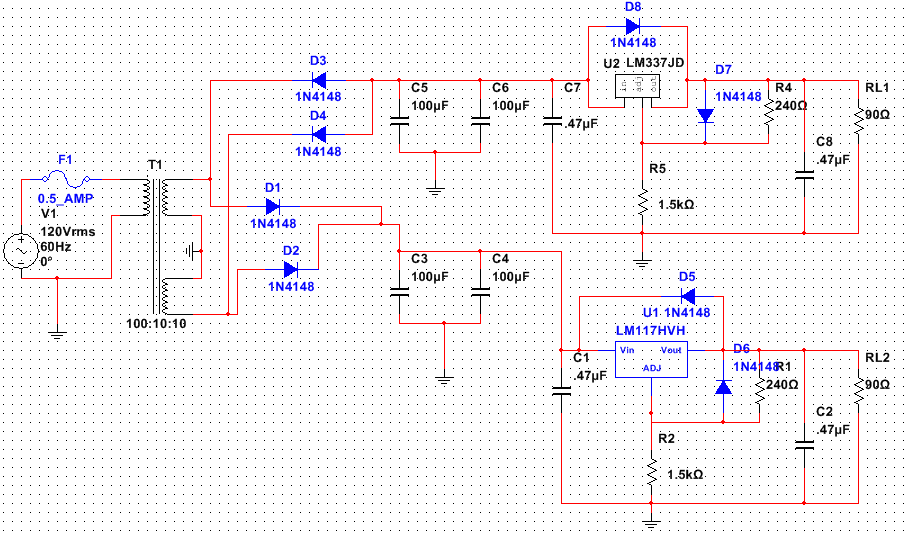 D8
1N4148
U2 LM337JD
D3
1N4148
D7
1N4148
C5
100µF
C6
100µF
C7
.47µF
in
adj
out
R4
240Ω
RL1
90Ω
D4
1N4148
C8
.47µF
F1
0.5_AMP
T1
R5
1.5kΩ
D1
1N4148
V1
120Vrms
60Hz
0°
D2
1N4148
C3
100µF
C4
100µF
100:10:10
D5
U1 1N4148
LM117HVH
Vin
Vout
ADJ
C1
.47µF
D6
1N4148
R1
240Ω
RL2
90Ω
C2
.47µF
R2
1.5kΩ